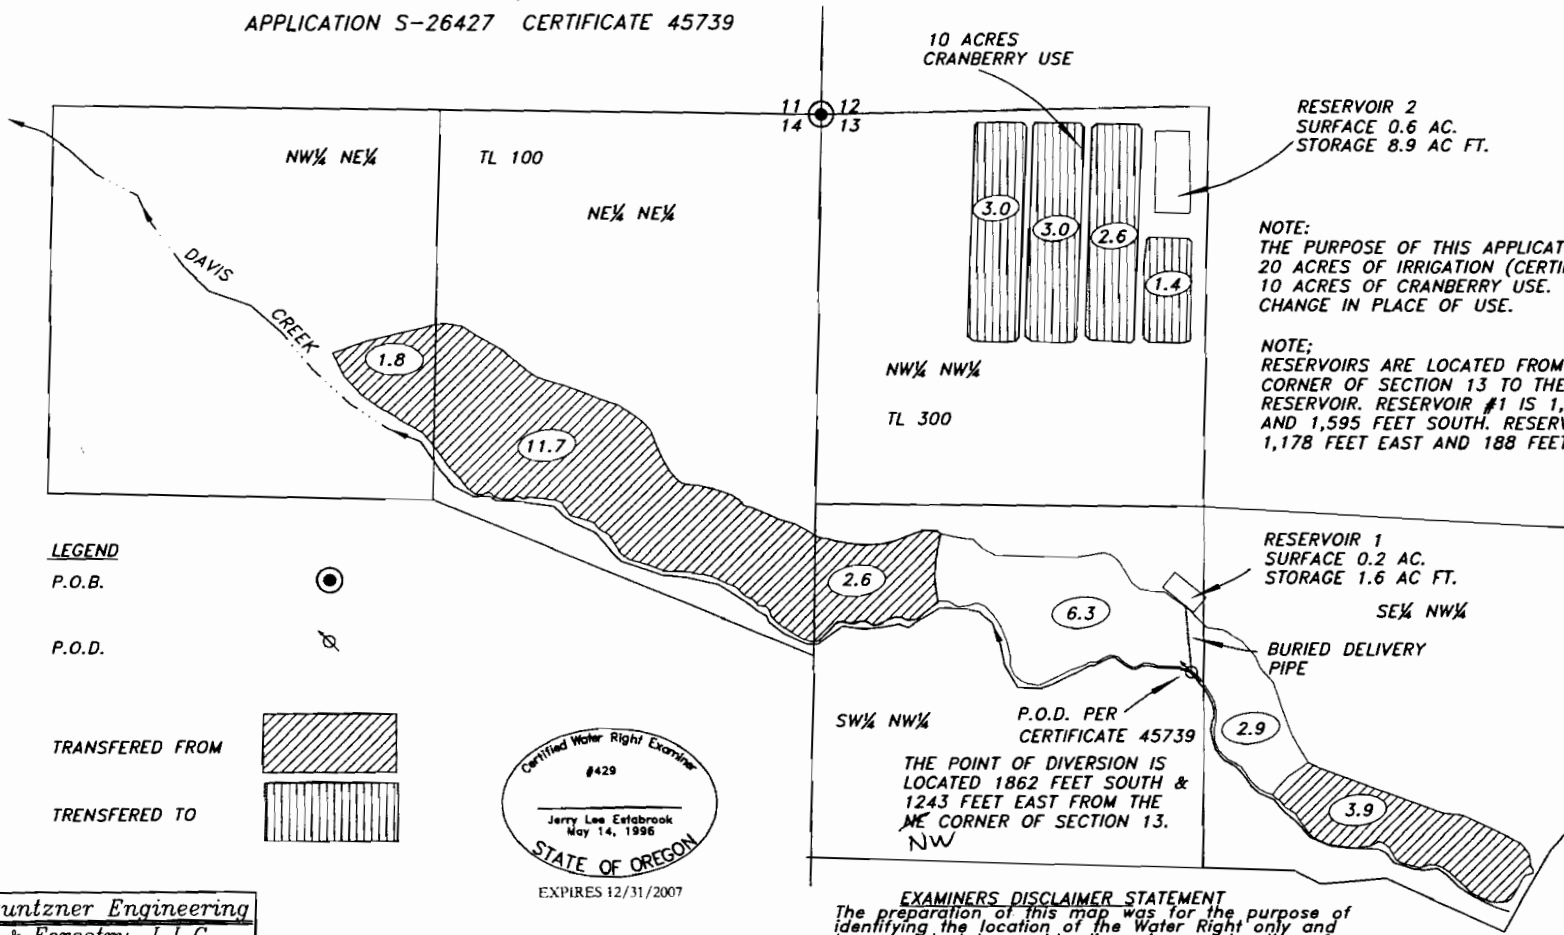 APPLICATION S-26427 CERTIFICATE 45739
10 ACRES
CRANBERRY USE
11 12
14 13
RESERVOIR 2
SURFACE 0.6 AC.
STORAGE 8.9 AC FT.
NW¼ NE¼
TL 100
NE¼ NE¼
3.0
3.0
2.6
1.4
NOTE:
THE PURPOSE OF THIS APPLICAT
20 ACRES OF IRRIGATION (CERTI
10 ACRES OF CRANBERRY USE.
CHANGE IN PLACE OF USE.
DAVIS
CREEK
NOTE;
RESERVOIRS ARE LOCATED FROM
CORNER OF SECTION 13 TO THE
RESERVOIR. RESERVOIR #1 IS 1,
AND 1,595 FEET SOUTH. RESERV
1,178 FEET EAST AND 188 FEET
1.8
NW¼ NW¼
TL 300
11.7
LEGEND
P.O.B.
P.O.D.
TRANSFERED FROM
TRENSFERED TO
2.6
6.3
RESERVOIR 1
SURFACE 0.2 AC.
STORAGE 1.6 AC FT.
SE¼ NW¼
BURIED DELIVERY
PIPE
SW¼ NW¼
P.O.D. PER
CERTIFICATE 45739
2.9
3.9
THE POINT OF DIVERSION IS
LOCATED 1862 FEET SOUTH &
1243 FEET EAST FROM THE
NE CORNER OF SECTION 13.
NW
Certified Water Right Examiner
#429
Jerry Lee Estabrook
May 14, 1996
STATE OF OREGON
EXPIRES 12/31/2007
untzner Engineering
& Forestry, L.L.C.
EXAMINERS DISCLAIMER STATEMENT
The preparation of this map was for the purpose of
identifying the location of the Water Right only and